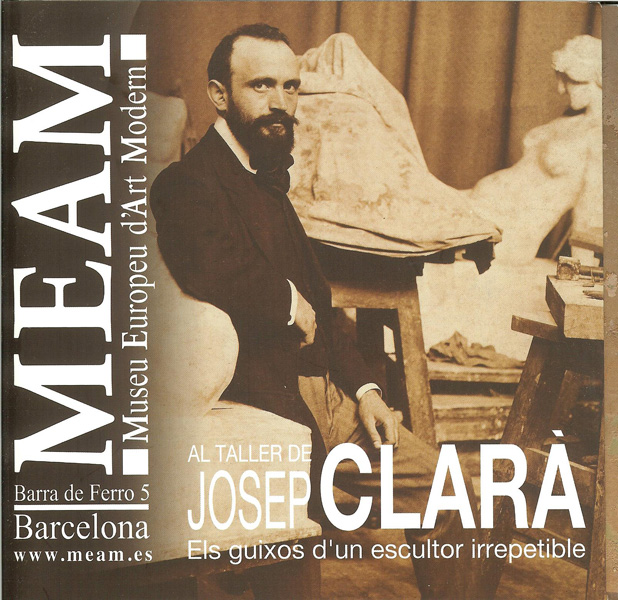 MEAM
Museu Europeu d'Art Modern
Barra de Ferro 5
Barcelona
www.meam.es
AL TALLER DE
JOSEP CLARÀ
Els guixos d'un escultor irrepetible